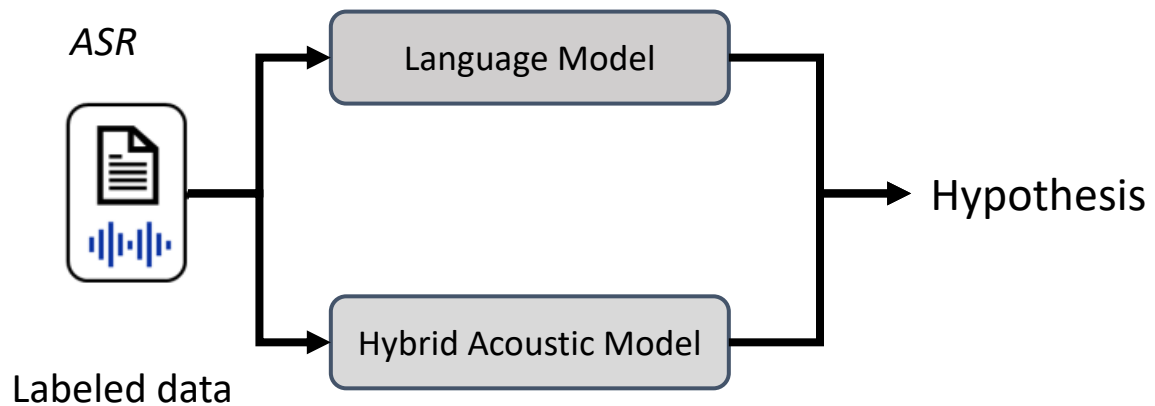 ASR
Language Model
Hypothesis
Hybrid Acoustic Model
Labeled data